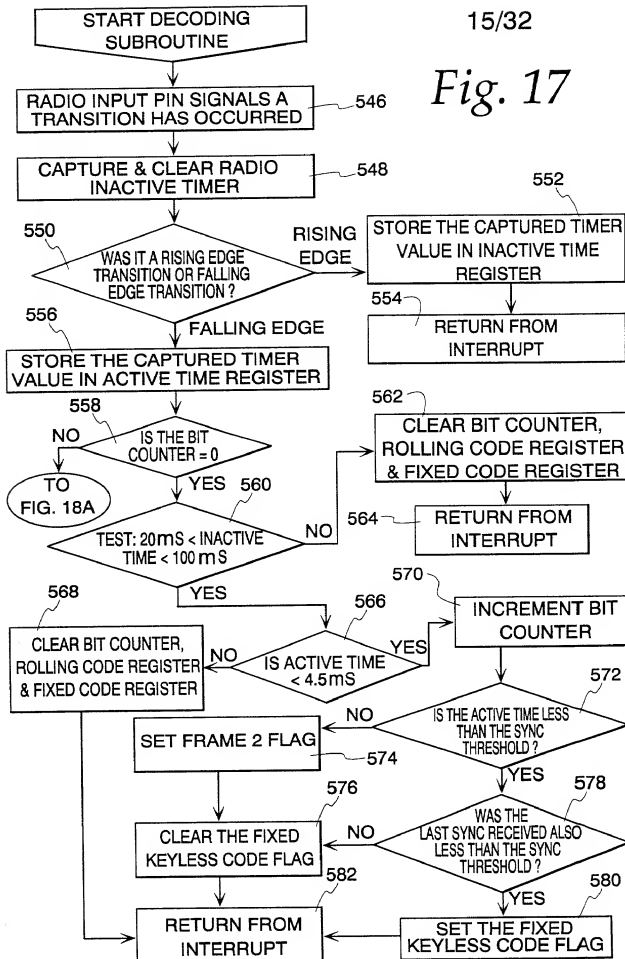 START DECODING
SUBROUTINE
15/32
Fig. 17
RADIO INPUT PIN SIGNALS A
TRANSITION HAS OCCURRED
546
CAPTURE & CLEAR RADIO
INACTIVE TIMER
548
550
WAS IT A RISING EDGE
TRANSITION OR FALLING
EDGE TRANSITION ?
RISING
EDGE
552
STORE THE CAPTURED TIMER
VALUE IN INACTIVE TIME
REGISTER
554
RETURN FROM
INTERRUPT
FALLING EDGE
556
STORE THE CAPTURED TIMER
VALUE IN ACTIVE TIME REGISTER
558
IS THE BIT
COUNTER = 0
NO
TO
FIG. 18A
YES
560
TEST: 20mS < INACTIVE
TIME < 100 mS
NO
562
CLEAR BIT COUNTER,
ROLLING CODE REGISTER
& FIXED CODE REGISTER
564
RETURN FROM
INTERRUPT
YES
566
IS ACTIVE TIME
< 4.5mS
NO
568
CLEAR BIT COUNTER,
ROLLING CODE REGISTER
& FIXED CODE REGISTER
YES
570
INCREMENT BIT
COUNTER
572
IS THE ACTIVE TIME LESS
THAN THE SYNC
THRESHOLD ?
NO
SET FRAME 2 FLAG
574
YES
578
WAS THE
LAST SYNC RECEIVED ALSO
LESS THAN THE SYNC
THRESHOLD ?
NO
576
CLEAR THE FIXED
KEYLESS CODE FLAG
YES
580
SET THE FIXED
KEYLESS CODE FLAG
582
RETURN FROM
INTERRUPT